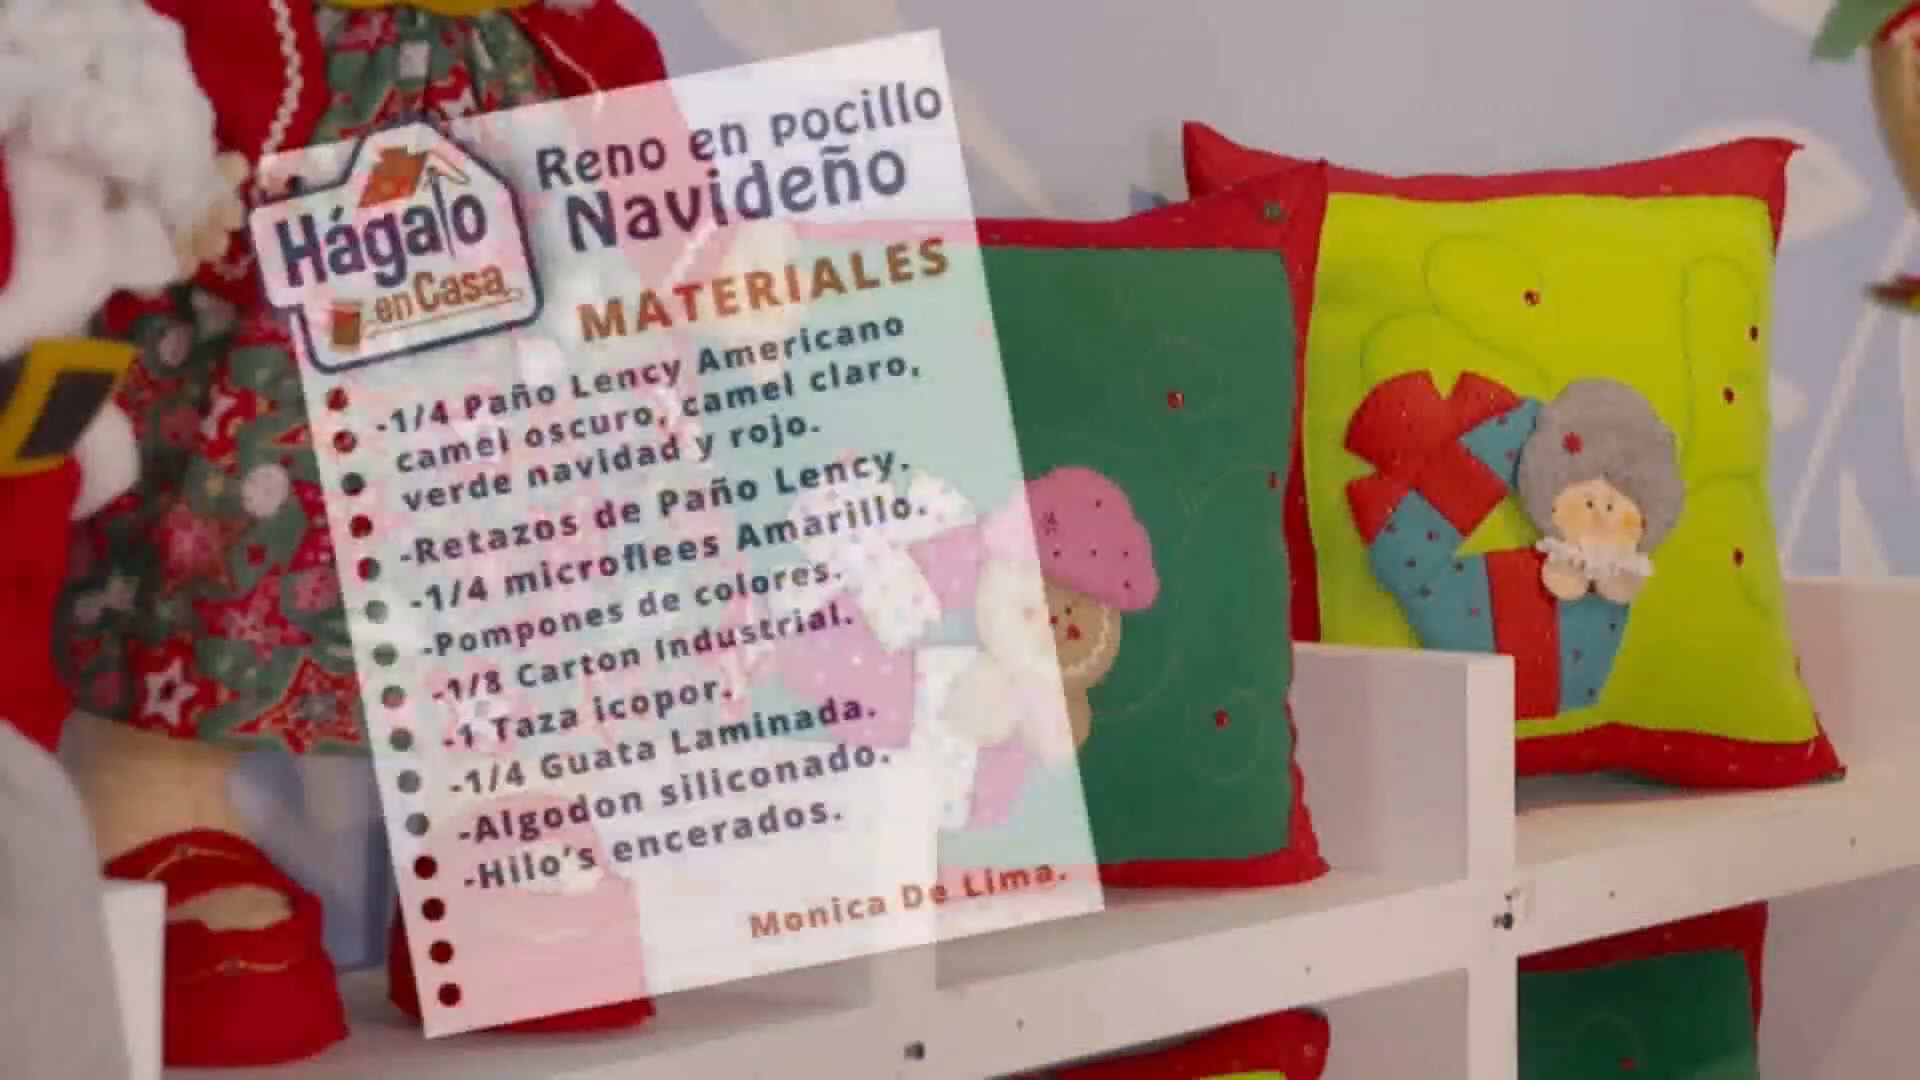 Hágalo
en Casa
Reno en pocillo
Navideño
MATERIALES
-1/4 Paño Lency Americano
camel oscuro, camel claro,
verde navidad y rojo.
-Retazos de Paño Lency.
-1/4 microflees Amarillo.
-Pompones de colores.
-1/8 Carton Industrial.
-1 Taza icopor.
-1/4 Guata Laminada.
-Algodon siliconado.
-Hilo's encerados.
Monica De Lima.